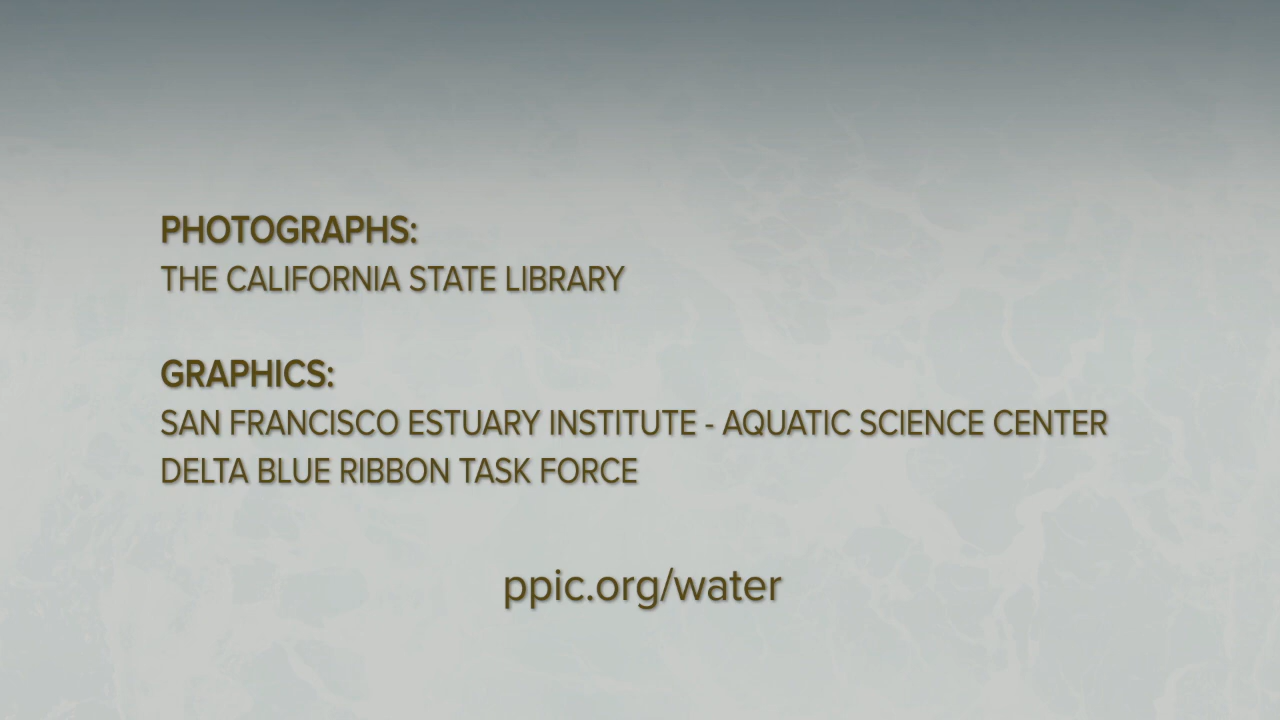 PHOTOGRAPHS:
THE CALIFORNIA STATE LIBRARY
GRAPHICS:
SAN FRANCISCO ESTUARY INSTITUTE - AQUATIC SCIENCE CENTER
DELTA BLUE RIBBON TASK FORCE
ppic.org/water